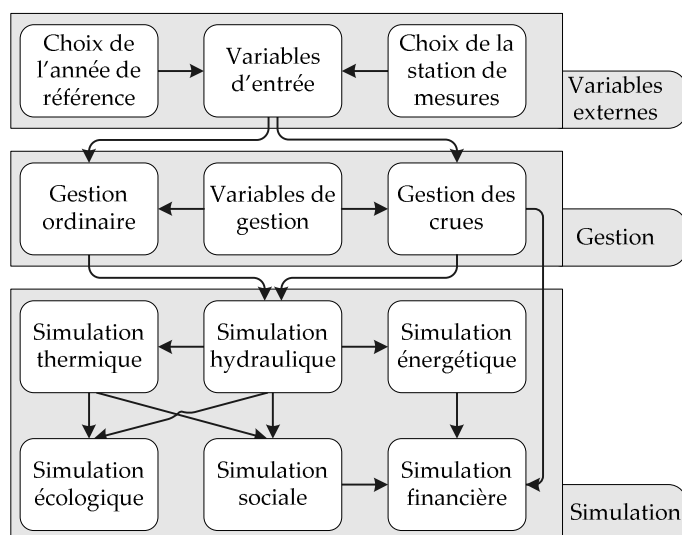 Choix de
l'année de
référence
Variables
d'entrée
Choix de la
station de
mesures
Variables
externes
Gestion
ordinaire
Variables de
gestion
Gestion des
crues
Gestion
Simulation
thermique
Simulation
hydraulique
Simulation
énergétique
Simulation
écologique
Simulation
sociale
Simulation
financière
Simulation